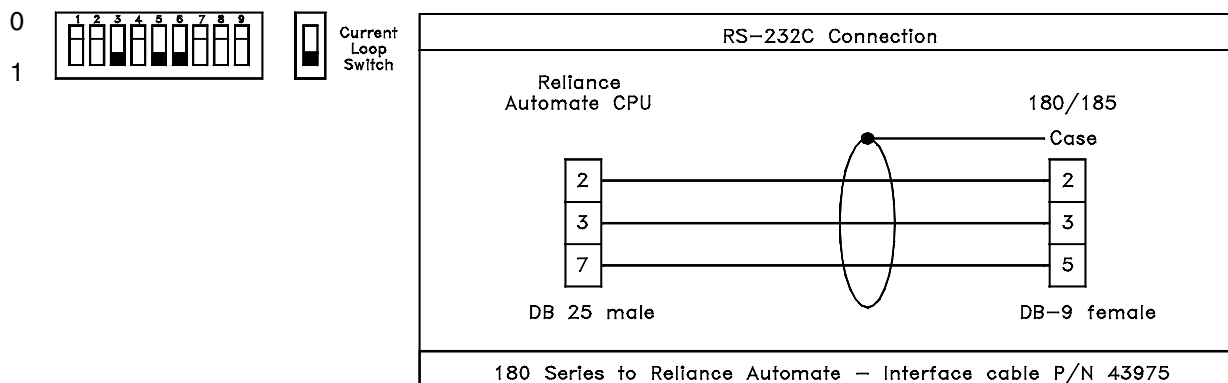 0
1
1 2 3 4 5 6 7 8 9
Current
Loop
Switch
RS-232C Connection
Reliance
Automate CPU
180/185
Case
2
3
7
2
3
5
DB 25 male
DB-9 female
180 Series to Reliance Automate - Interface cable P/N 43975